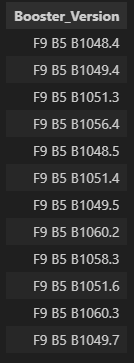 Booster_Version
F9 B5 B1048.4
F9 B5 B1049.4
F9 B5 B1051.3
F9 B5 B1056.4
F9 B5 B1048.5
F9 B5 B1051.4
F9 B5 B1049.5
F9 B5 B1060.2
F9 B5 B1058.3
F9 B5 B1051.6
F9 B5 B1060.3
F9 B5 B1049.7